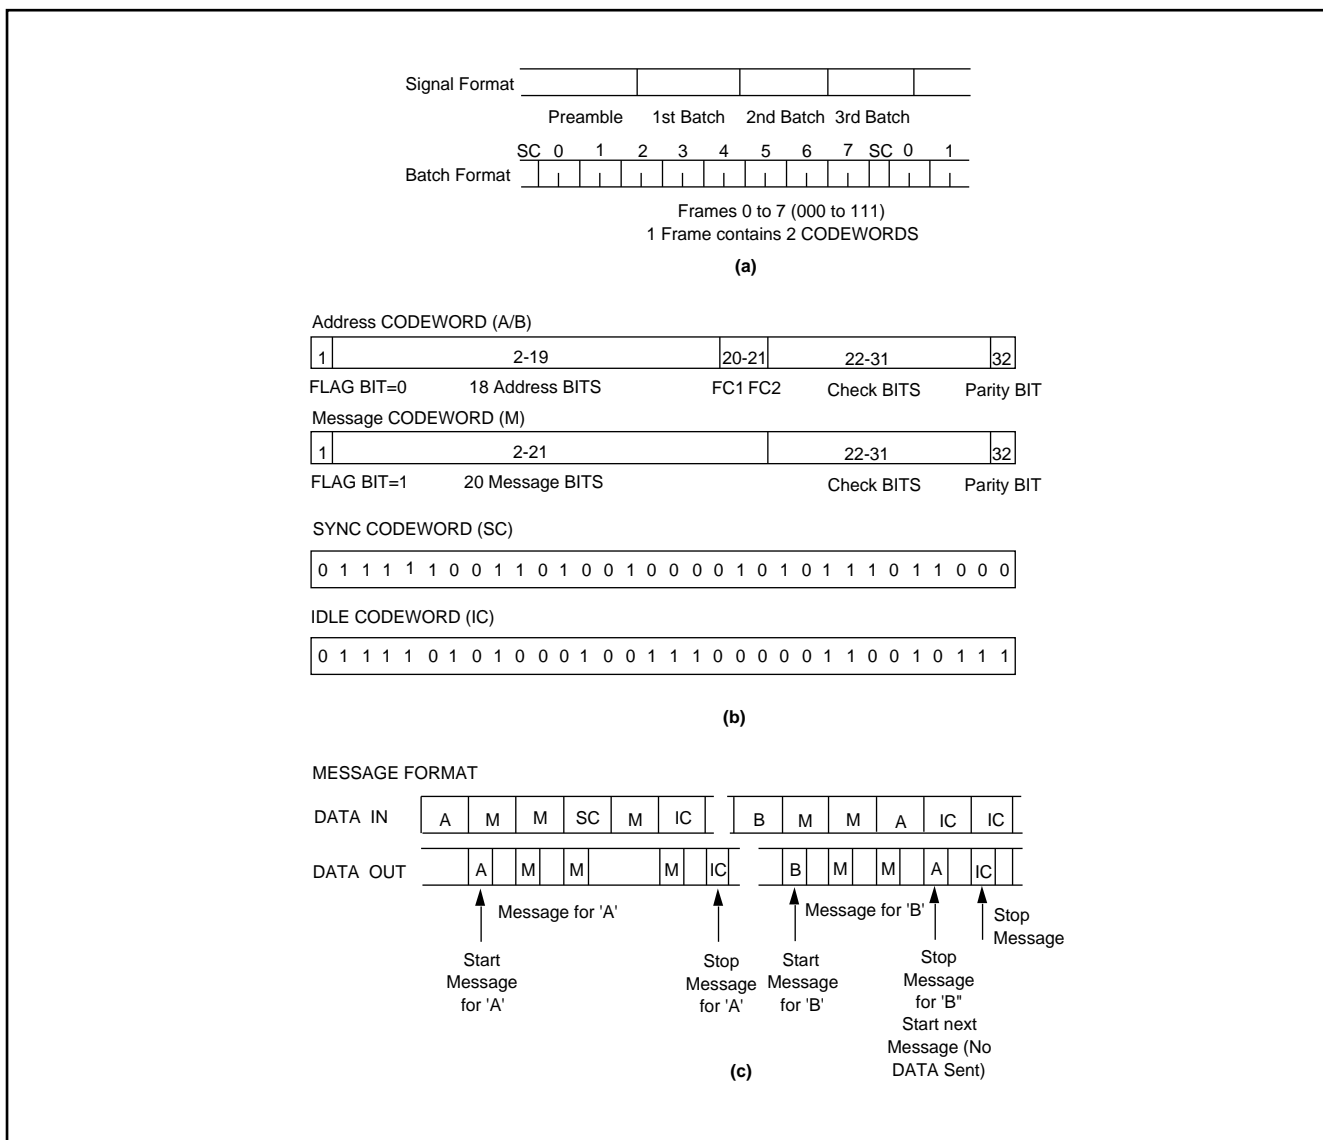 Signal Format
Preamble 1st Batch 2nd Batch 3rd Batch
SC 0 1 2 3 4 5 6 7 SC 0 1
Batch Format
Frames 0 to 7 (000 to 111)
1 Frame contains 2 CODEWORDS
(a)
Address CODEWORD (A/B)
1 2-19 20-21 22-31 32
FLAG BIT=0 18 Address BITS FC1 FC2 Check BITS Parity BIT
Message CODEWORD (M)
1 2-21 22-31 32
FLAG BIT=1 20 Message BITS Check BITS Parity BIT
SYNC CODEWORD (SC)
0 1 1 1 1 1 0 0 1 1 0 1 0 0 1 0 0 0 0 1 0 1 0 1 1 1 0 1 1 0 0 0
IDLE CODEWORD (IC)
0 1 1 1 1 0 1 0 1 0 0 0 1 0 0 1 1 1 0 0 0 0 0 1 1 0 0 1 0 1 1 1
(b)
MESSAGE FORMAT
DATA IN A M M SC M IC B M M A IC IC
DATA OUT A M M M IC B M M A IC
Message for 'A' Message for 'B'
Start
Message
for 'A'
Stop
Message
for 'A'
Start
Message
for 'B'
Stop
Message
for 'B"
Start next
Message (No
DATA Sent)
Stop
Message
(c)